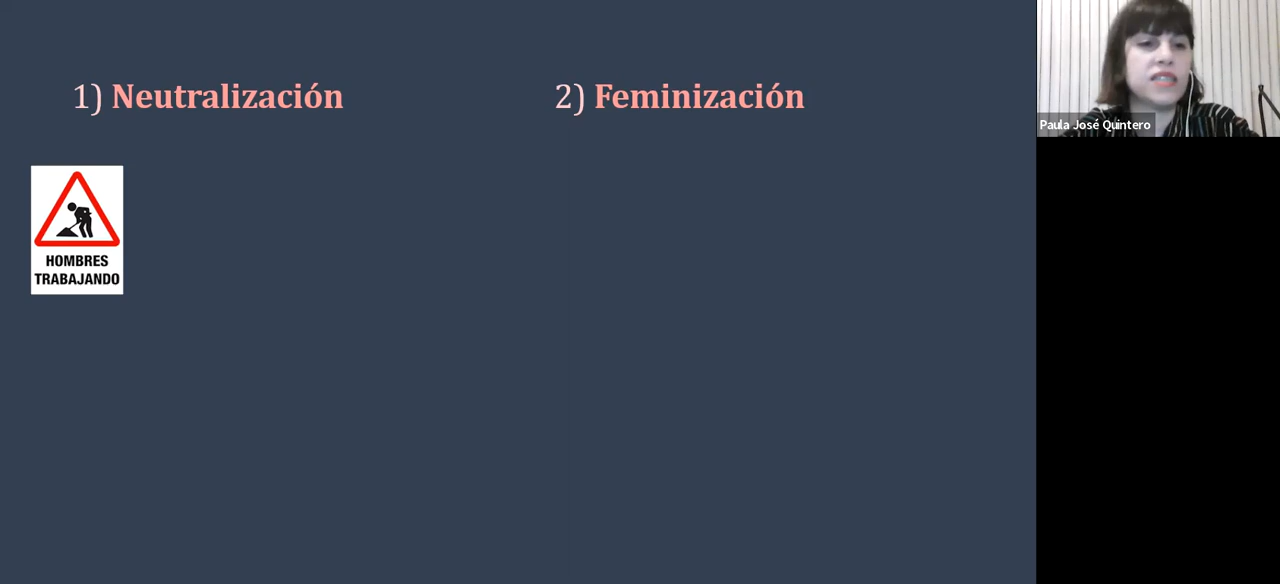 1) Neutralización
2) Feminización
HOMBRES
TRABAJANDO
Paula José Quintero